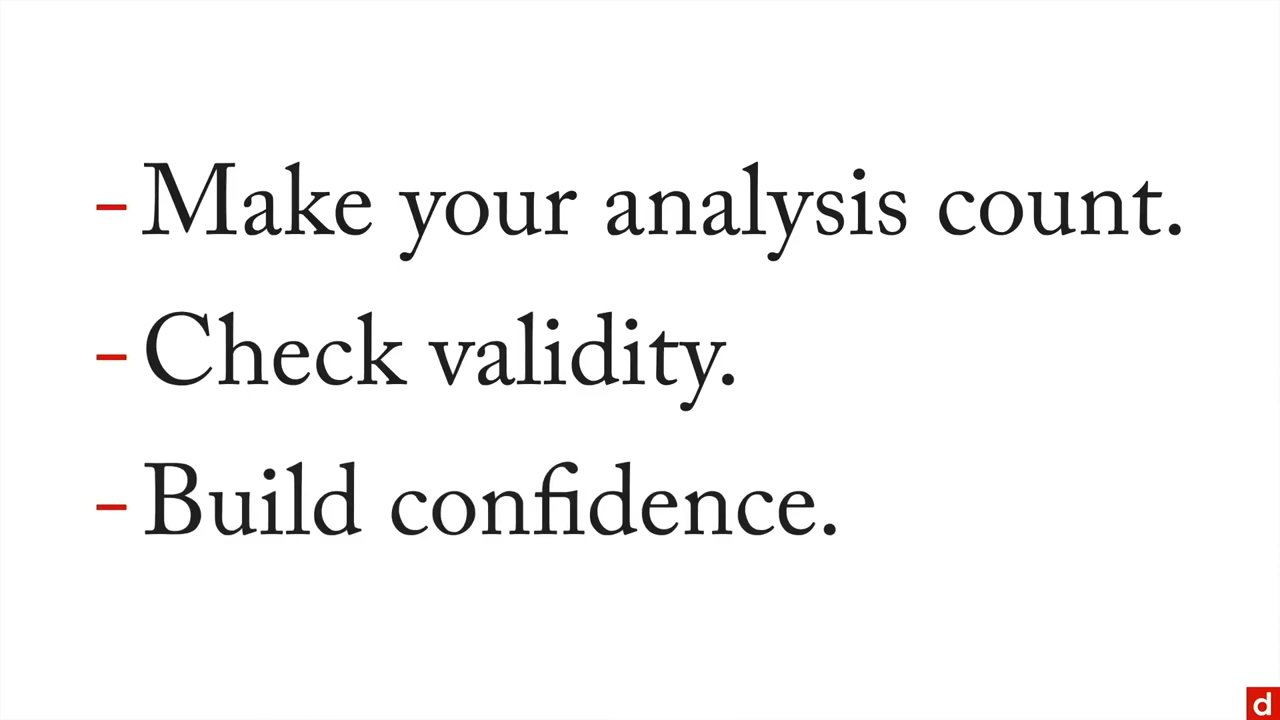 - Make your analysis count.
- Check validity.
- Build confidence.
d